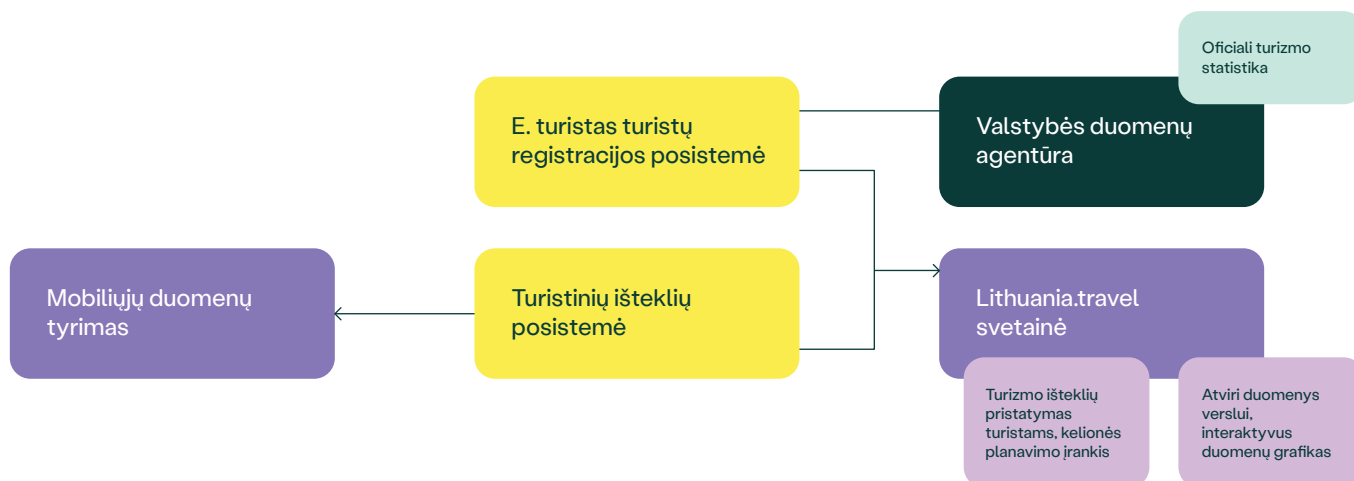 Oficiali turizmo
statistika
E. turistas turistų
registracijos posistemė
Valstybės duomenų
agentūra
Mobiliųjų duomenų
tyrimas
Turistinių išteklių
posistemė
Lithuania.travel
svetainė
Turizmo išteklių
pristatymas
turistams, kelionės
planavimo įrankis
Atviri duomenys
verslui,
interaktyvus
duomenų grafikas